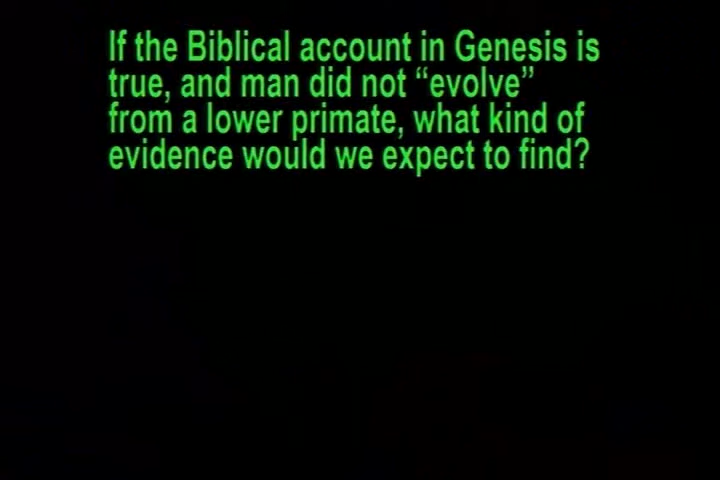 If the Biblical account in Genesis is
true, and man did not “evolve”
from a lower primate, what kind of
evidence would we expect to find?